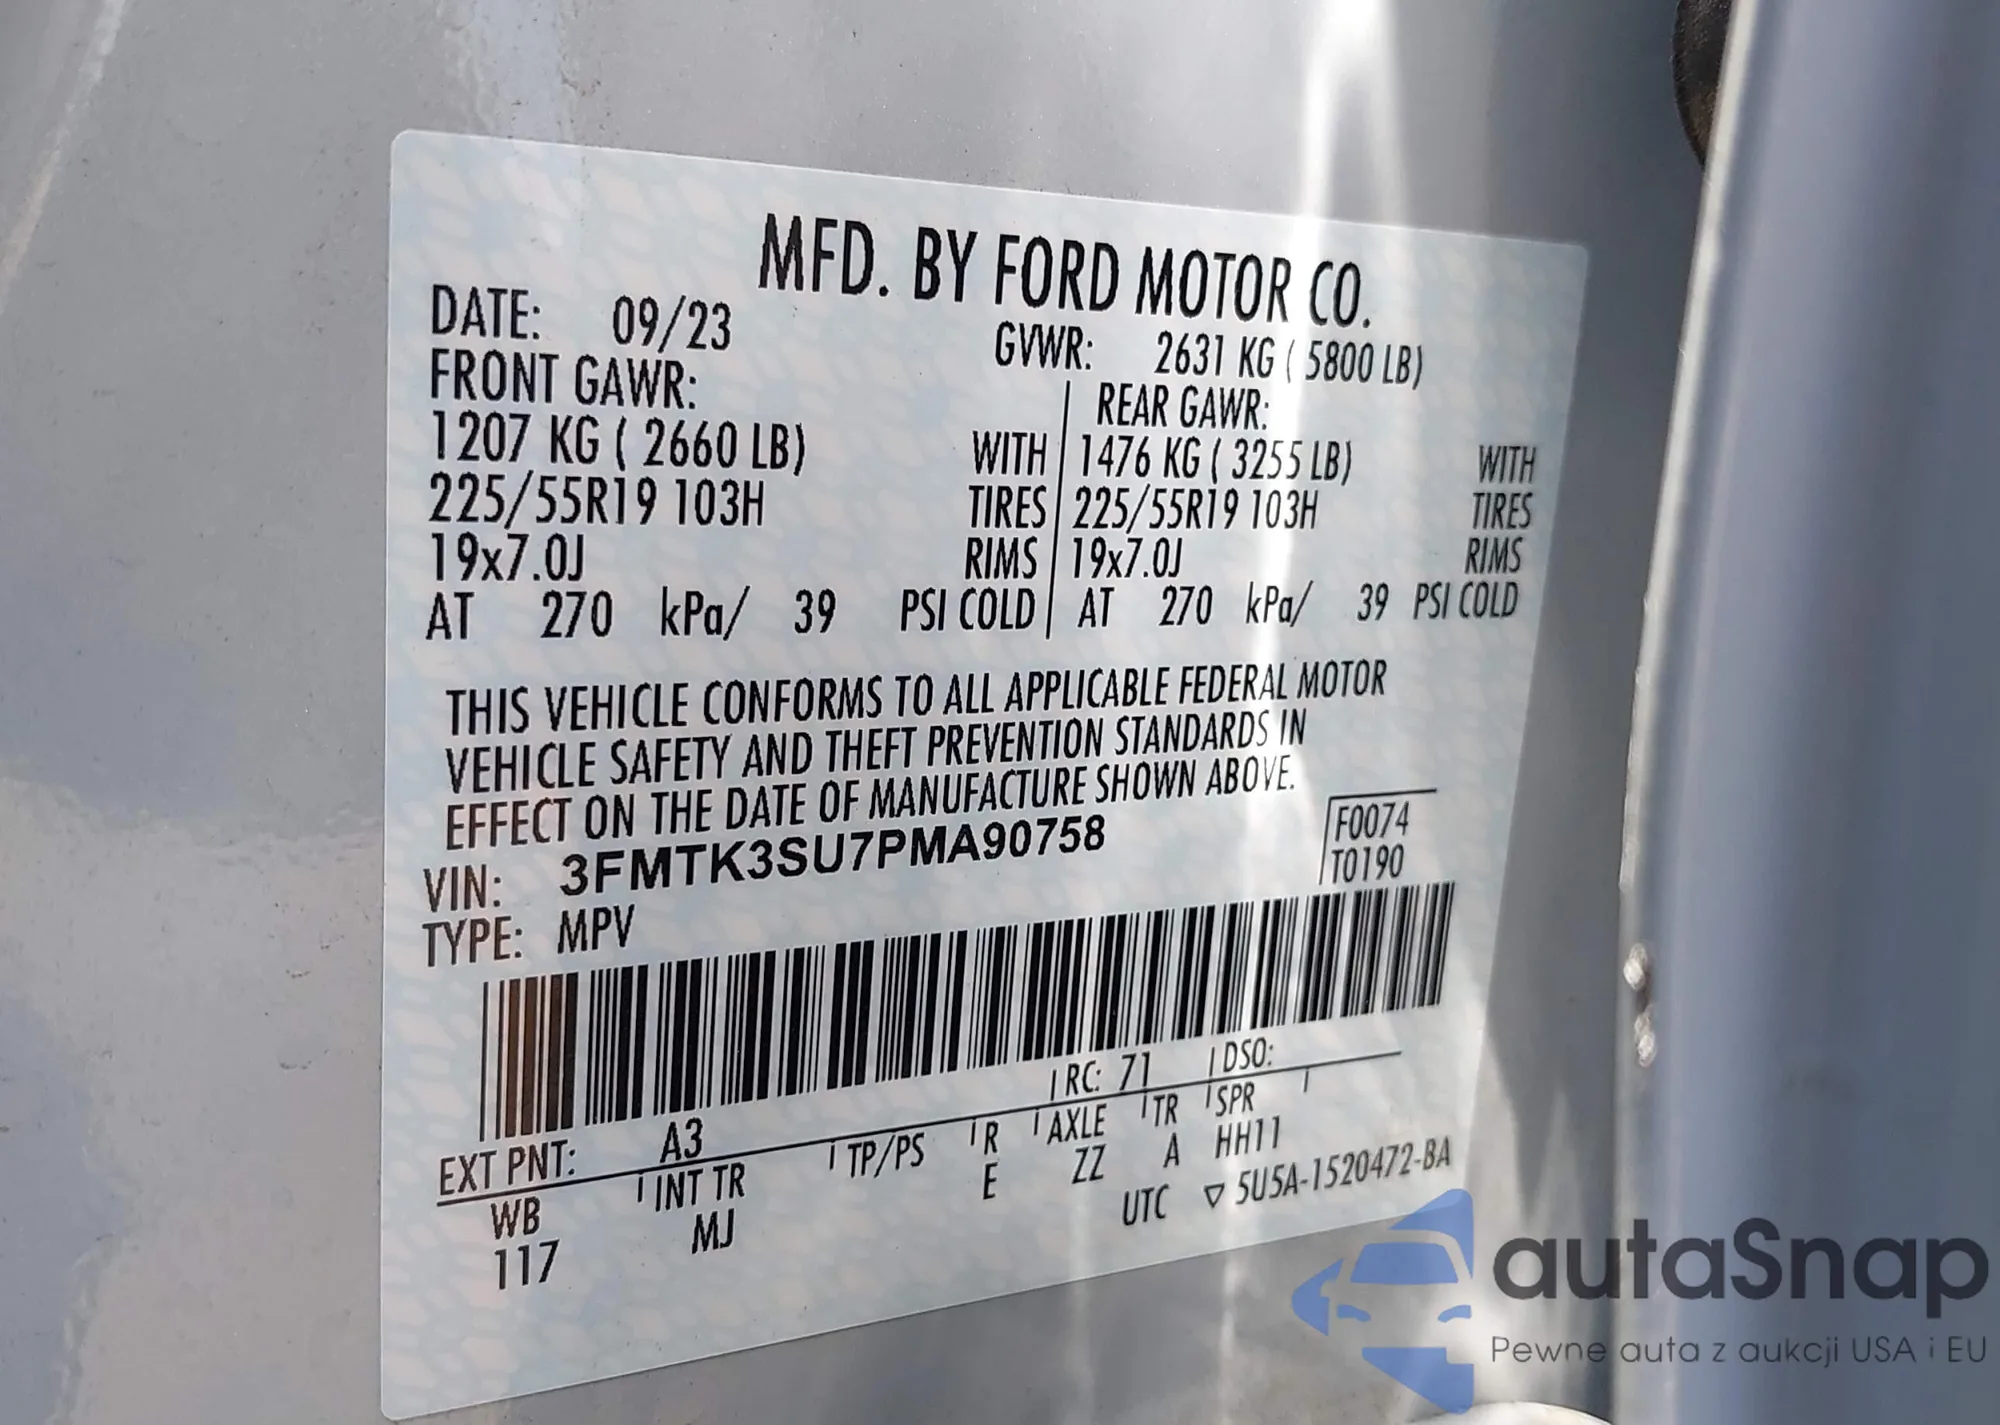 MFD. BY FORD MOTOR CO.
DATE: 09/23 GVWR: 2631 KG ( 5800 LB)
FRONT GAWR: REAR GAWR:
1207 KG ( 2660 LB) WITH 1476 KG ( 3255 LB) WITH
225/55R19 103H TIRES 225/55R19 103H TIRES
19x7.0J RIMS 19x7.0J RIMS
AT 270 kPa/ 39 PSI COLD AT 270 kPa/ 39 PSI COLD
THIS VEHICLE CONFORMS TO ALL APPLICABLE FEDERAL MOTOR
VEHICLE SAFETY AND THEFT PREVENTION STANDARDS IN
EFFECT ON THE DATE OF MANUFACTURE SHOWN ABOVE.
VIN: 3FMTK3SU7PMA90758 F0074
TYPE: MPV T0190
EXT PNT: A3 RC: 71 DSO:
WB INT TR TP/PS R AXLE TR SPR
117 MJ E ZZ A HH11
UTC ▽ 5U5A-1520472-BA
autaSnap
Pewne auta z aukcji USA i EU